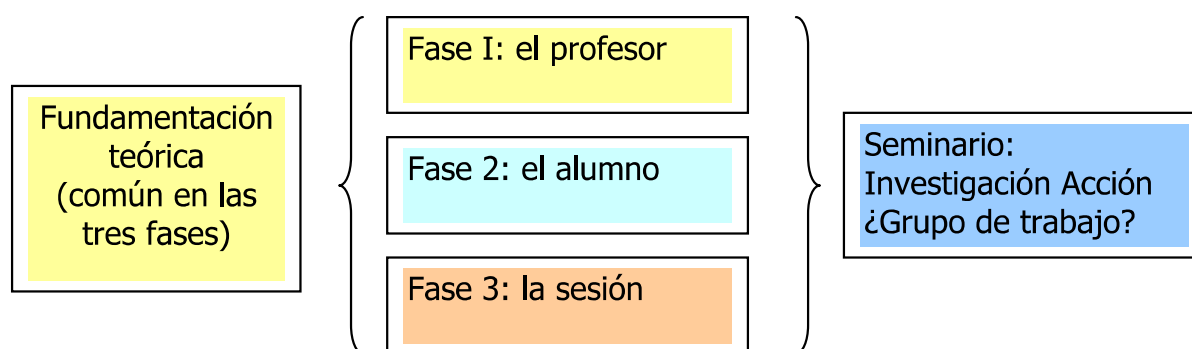 Fundamentación
teórica
(común en las
tres fases)
Fase I: el profesor
Fase 2: el alumno
Fase 3: la sesión
Seminario:
Investigación Acción
¿Grupo de trabajo?